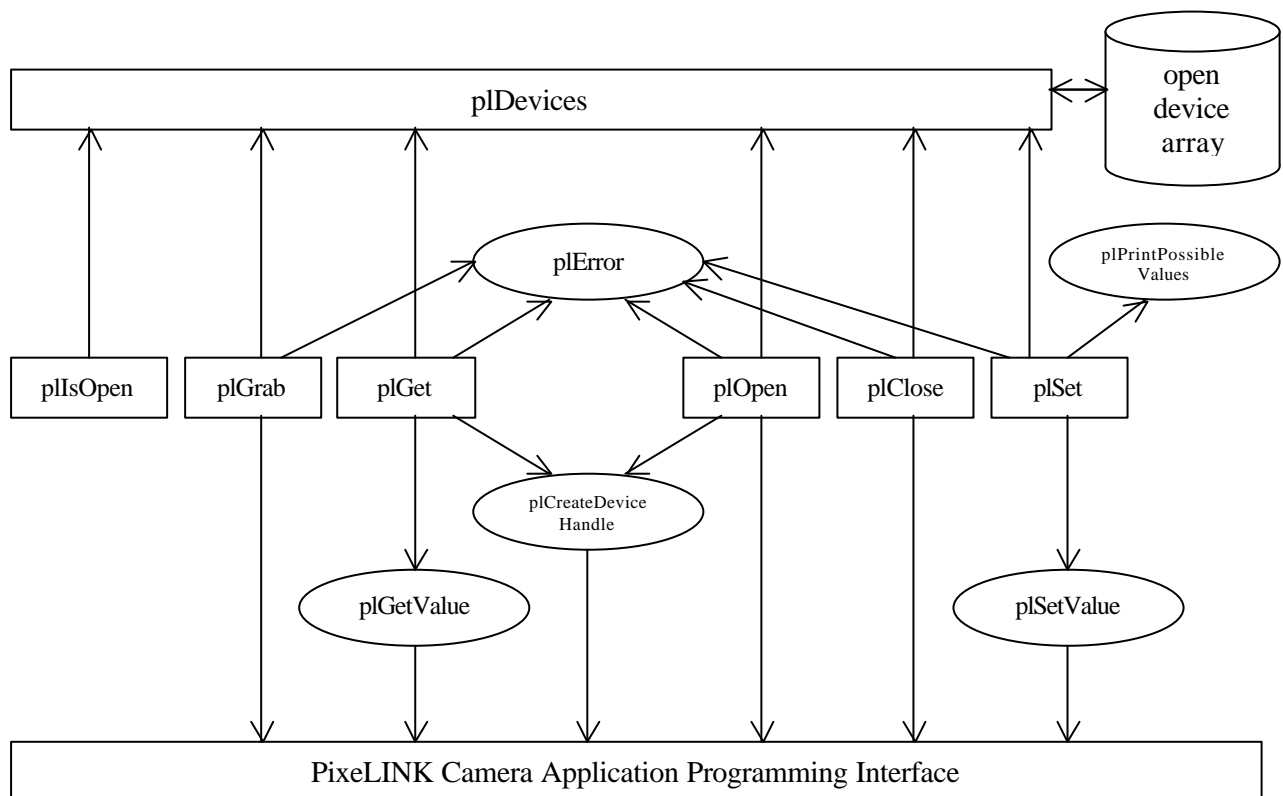 plDevices
open
device
array
plError
plPrintPossible
Values
plIsOpen
plGrab
plGet
plOpen
plClose
plSet
plCreateDevice
Handle
plGetValue
plSetValue
PixeLINK Camera Application Programming Interface